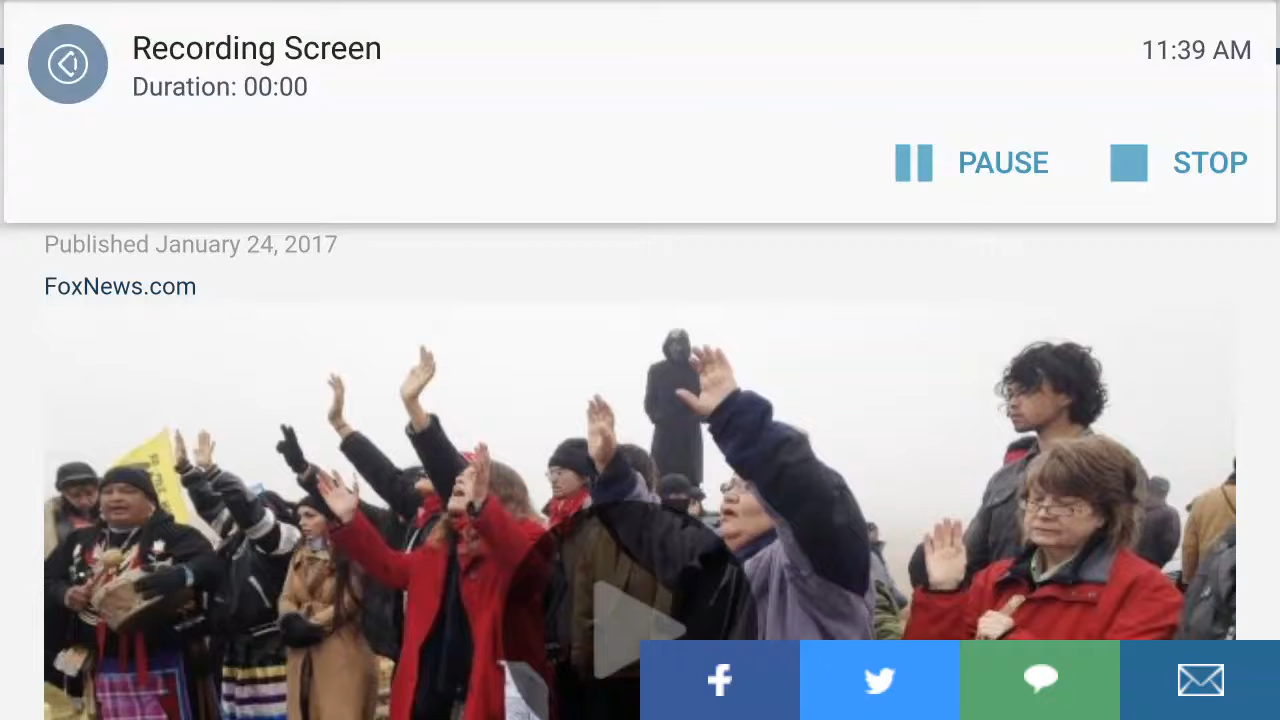 Recording Screen
11:39 AM
Duration: 00:00
PAUSE
STOP
Published January 24, 2017
FoxNews.com